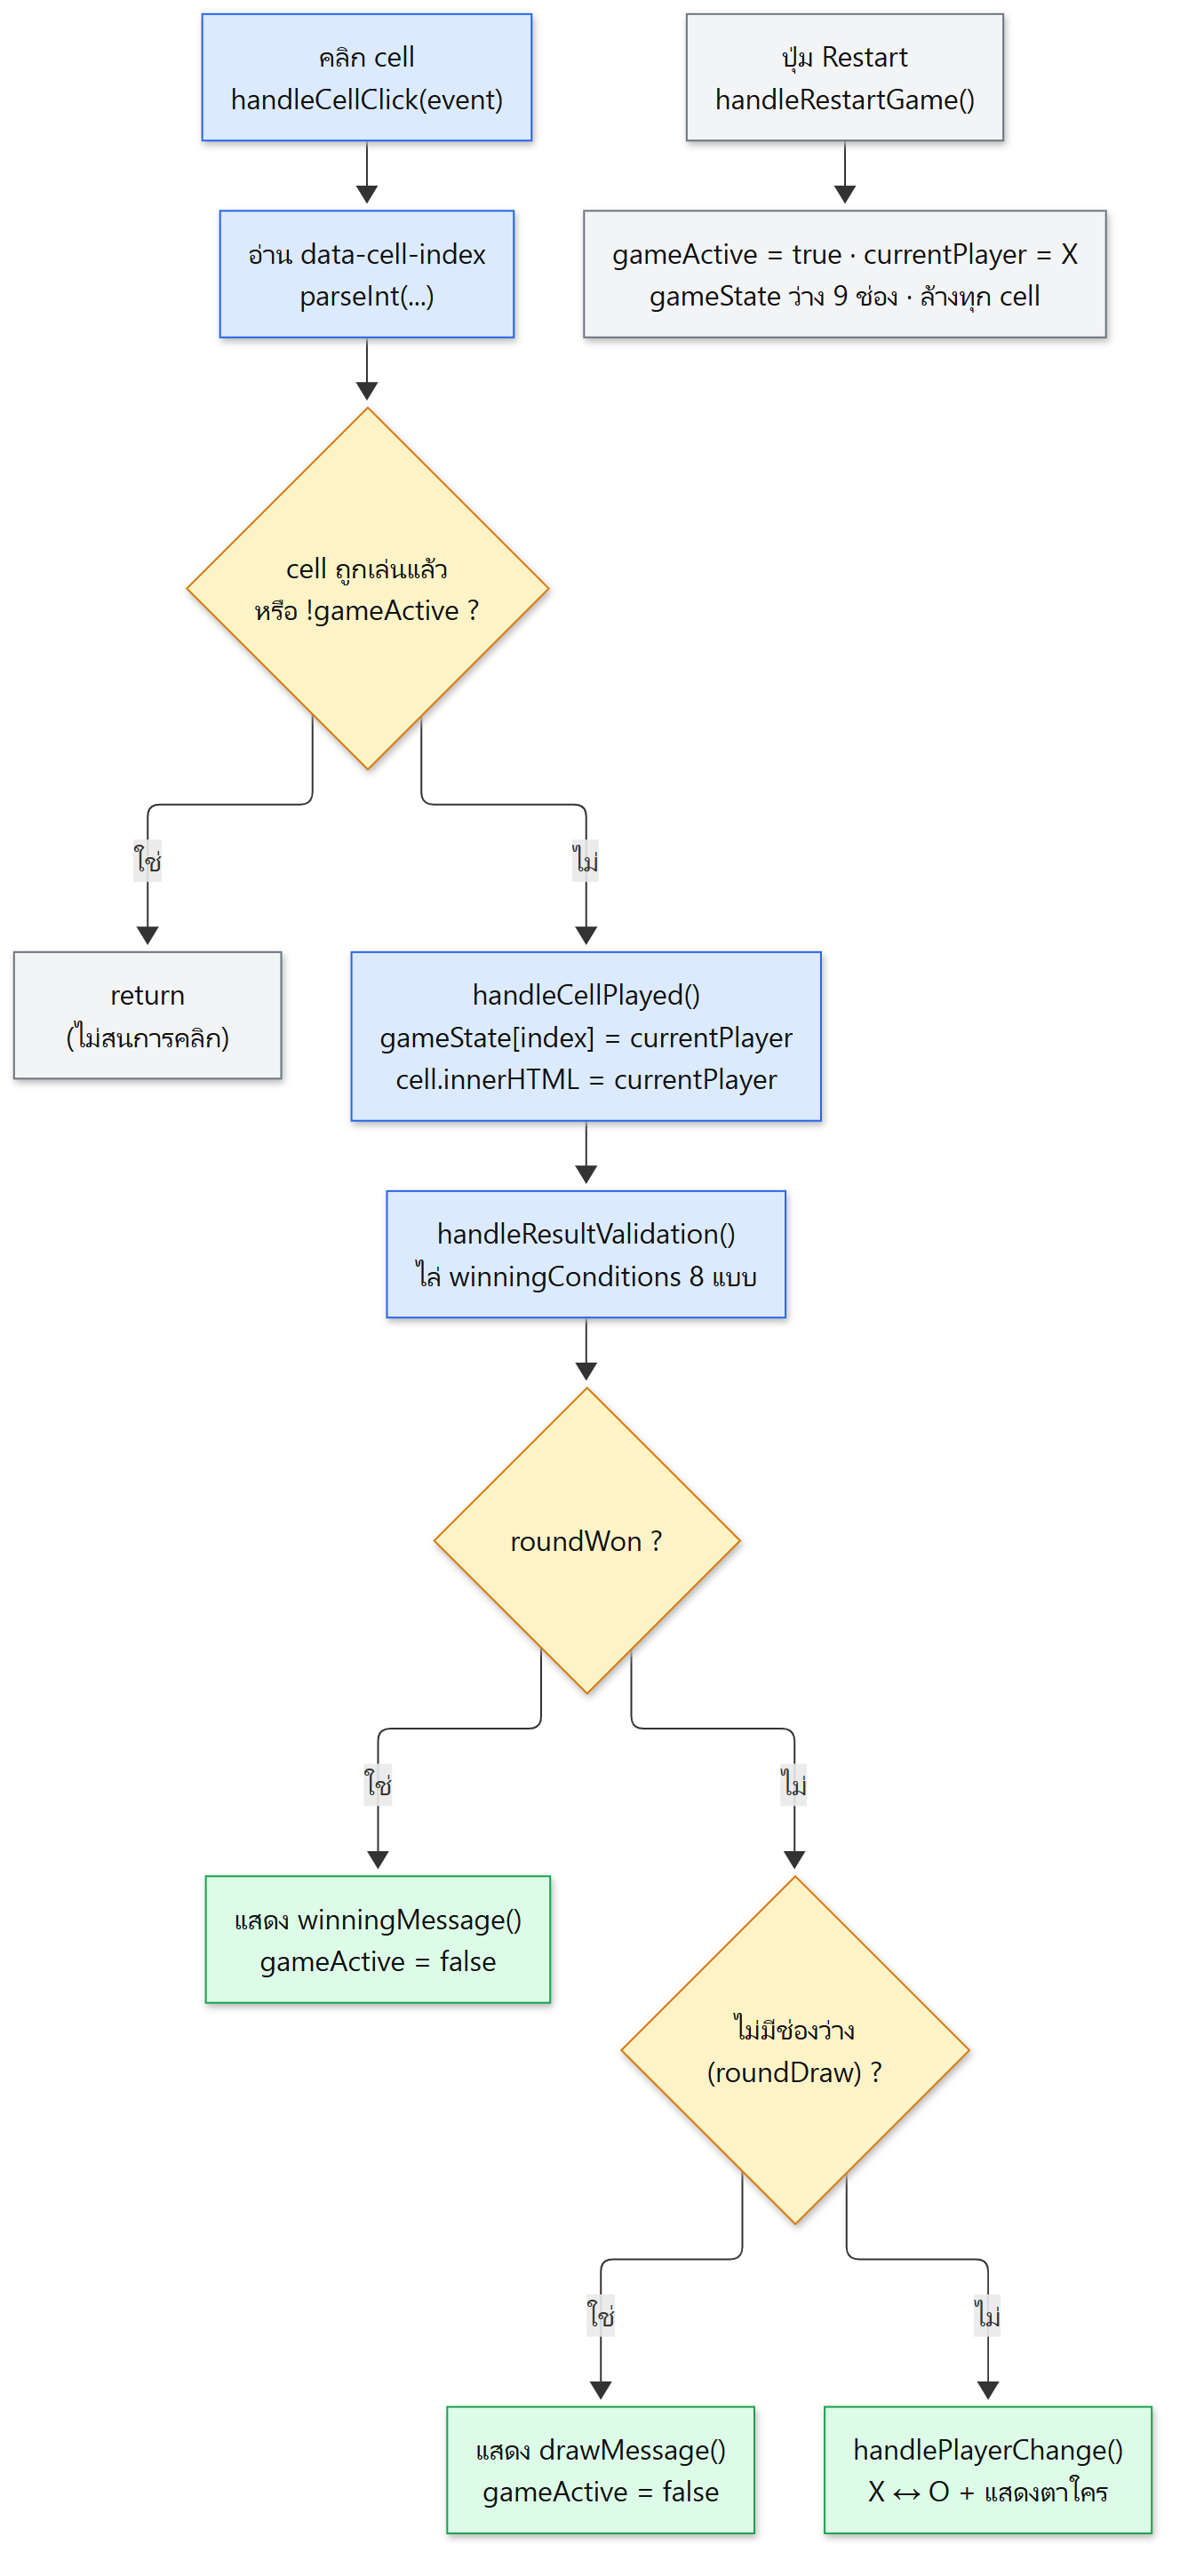 คลิก cell
handleCellClick(event)
ปุ่ม Restart
handleRestartGame()
อ่าน data-cell-index
parseInt(...)
gameActive = true · currentPlayer = X
gameState ว่าง 9 ช่อง · ล้างทุก cell
cell ถูกเล่นแล้ว
หรือ !gameActive ?
ใช่
ไม่
return
(ไม่สนการคลิก)
handleCellPlayed()
gameState[index] = currentPlayer
cell.innerHTML = currentPlayer
handleResultValidation()
ไล่ winningConditions 8 แบบ
roundWon ?
ใช่
ไม่
แสดง winningMessage()
gameActive = false
ไม่มีช่องว่าง
(roundDraw) ?
ใช่
ไม่
แสดง drawMessage()
gameActive = false
handlePlayerChange()
X ↔ O + แสดงตาใคร